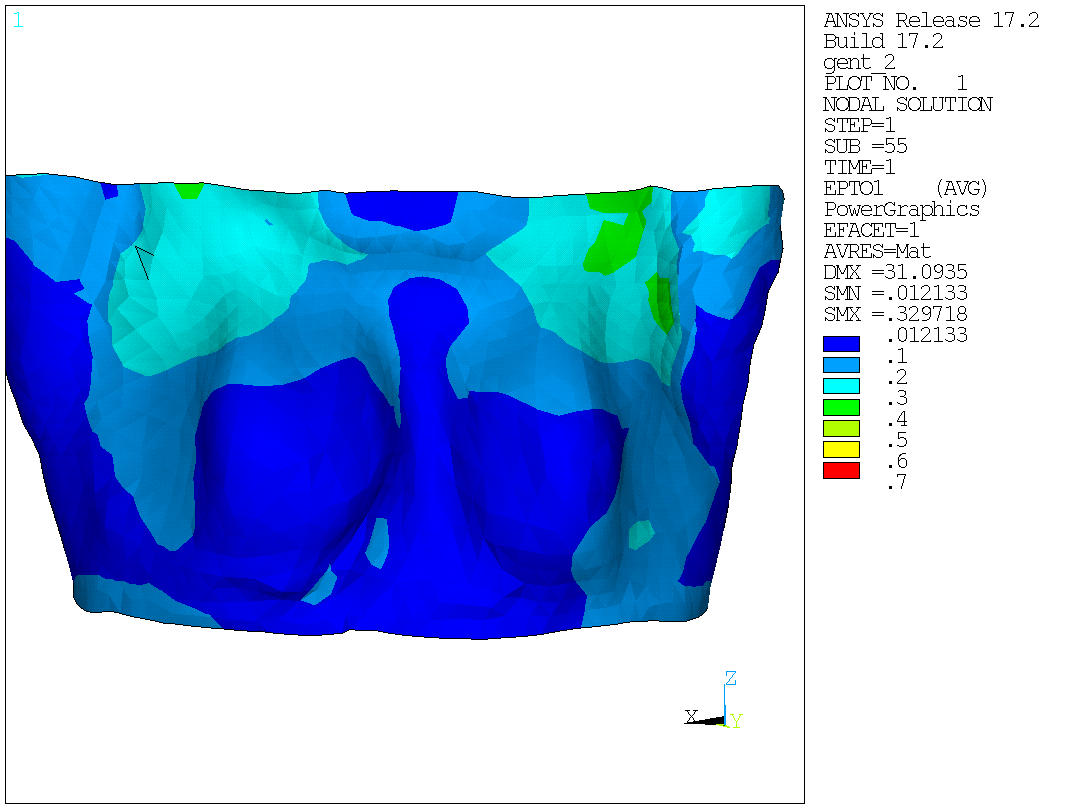 1
ANSYS Release 17.2
Build 17.2
gent_2
PLOT NO.   1
NODAL SOLUTION
STEP=1
SUB =55
TIME=1
EPTO1    (AVG)
PowerGraphics
EFACET=1
AVRES=Mat
DMX =31.0935
SMN =.012133
SMX =.329718
.012133
.1
.2
.3
.4
.5
.6
.7
Z
X
Y